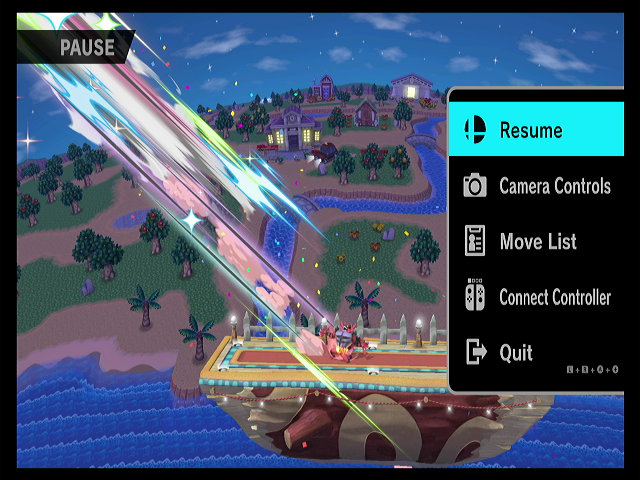 PAUSE
Resume
Camera Controls
Move List
Connect Controller
Quit